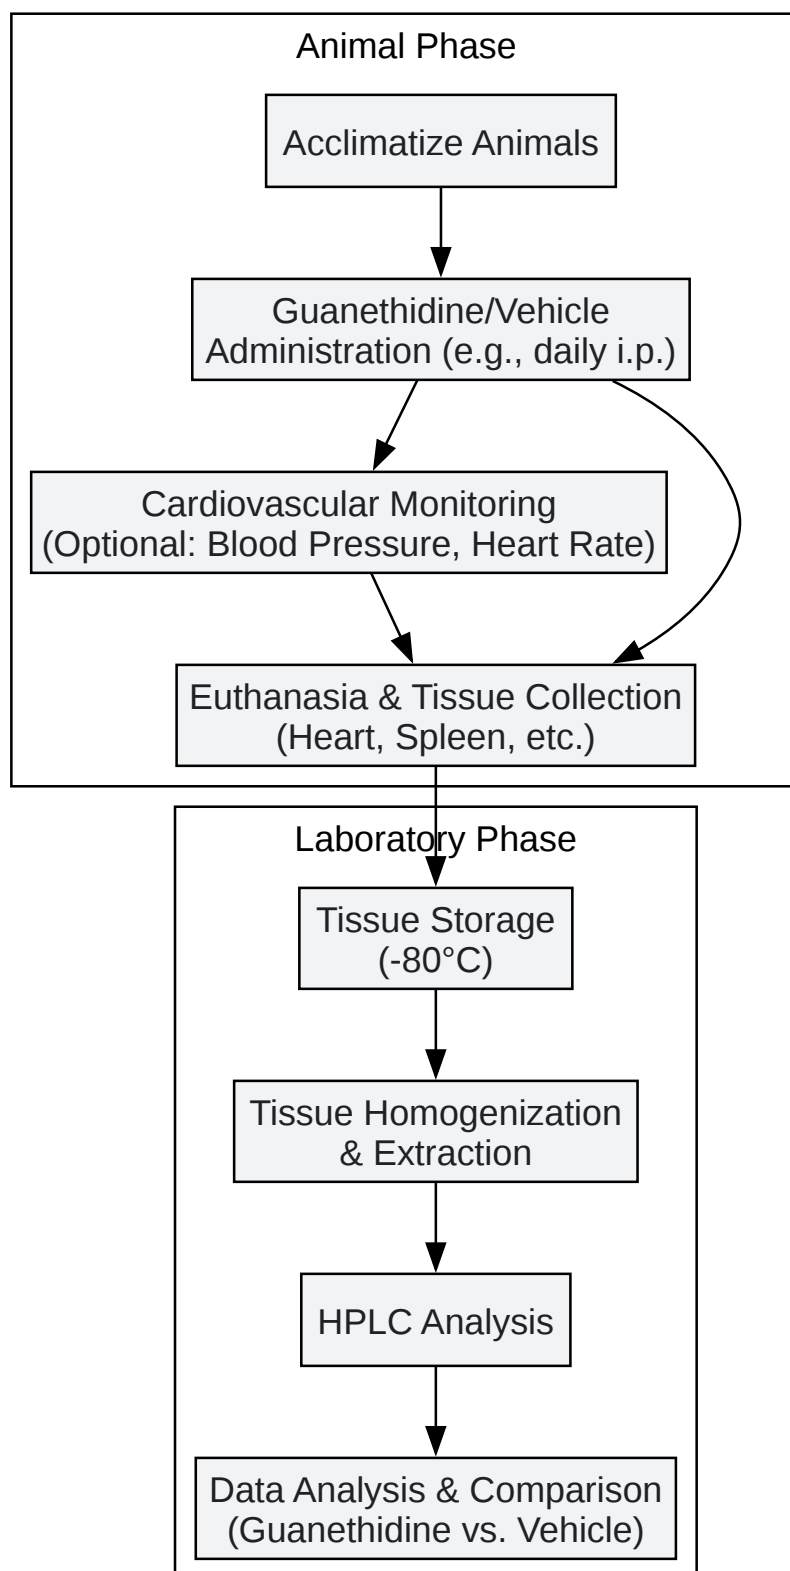 Animal Phase
Acclimatize Animals
Guanethidine/Vehicle
Administration (e.g., daily i.p.)
Cardiovascular Monitoring
(Optional: Blood Pressure, Heart Rate)
Euthanasia & Tissue Collection
(Heart, Spleen, etc.)
Laboratory Phase
Tissue Storage
(-80°C)
Tissue Homogenization
& Extraction
HPLC Analysis
Data Analysis & Comparison
(Guanethidine vs. Vehicle)